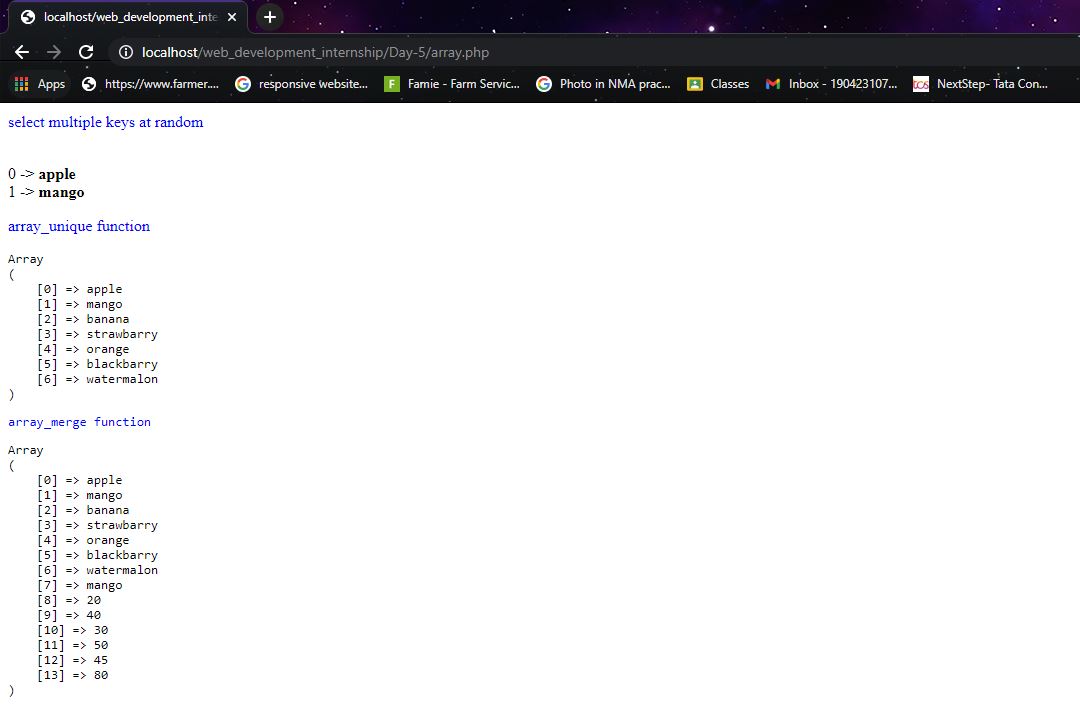 localhost/web_development_inte
localhost/web_development_internship/Day-5/array.php
Apps
https://www.farmer....
responsive website...
Famie - Farm Servic...
Photo in NMA prac...
Classes
Inbox - 190423107...
NextStep- Tata Con...
select multiple keys at random
0 -> apple
1 -> mango
array_unique function
Array
(
[0] => apple
[1] => mango
[2] => banana
[3] => strawbarry
[4] => orange
[5] => blackbarry
[6] => watermalon
)
array_merge function
Array
(
[0] => apple
[1] => mango
[2] => banana
[3] => strawbarry
[4] => orange
[5] => blackbarry
[6] => watermalon
[7] => mango
[8] => 20
[9] => 40
[10] => 30
[11] => 50
[12] => 45
[13] => 80
)